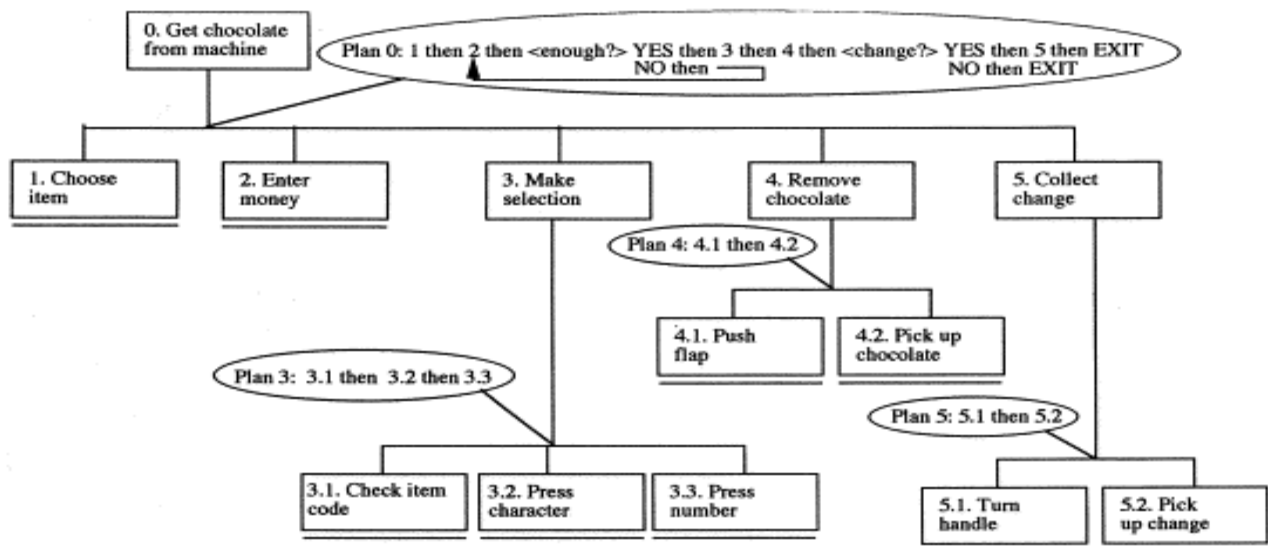 0. Get chocolate
from machine
Plan 0: 1 then 2 then <enough?> YES then 3 then 4 then <change?> YES then 5 then EXIT
NO then
NO then EXIT
1. Choose
item
2. Enter
money
3. Make
selection
4. Remove
chocolate
5. Collect
change
Plan 4: 4.1 then 4.2
4.1. Push
flap
4.2. Pick up
chocolate
Plan 3: 3.1 then 3.2 then 3.3
Plan 5: 5.1 then 5.2
3.1. Check item
code
3.2. Press
character
3.3. Press
number
5.1. Turn
handle
5.2. Pick
up change